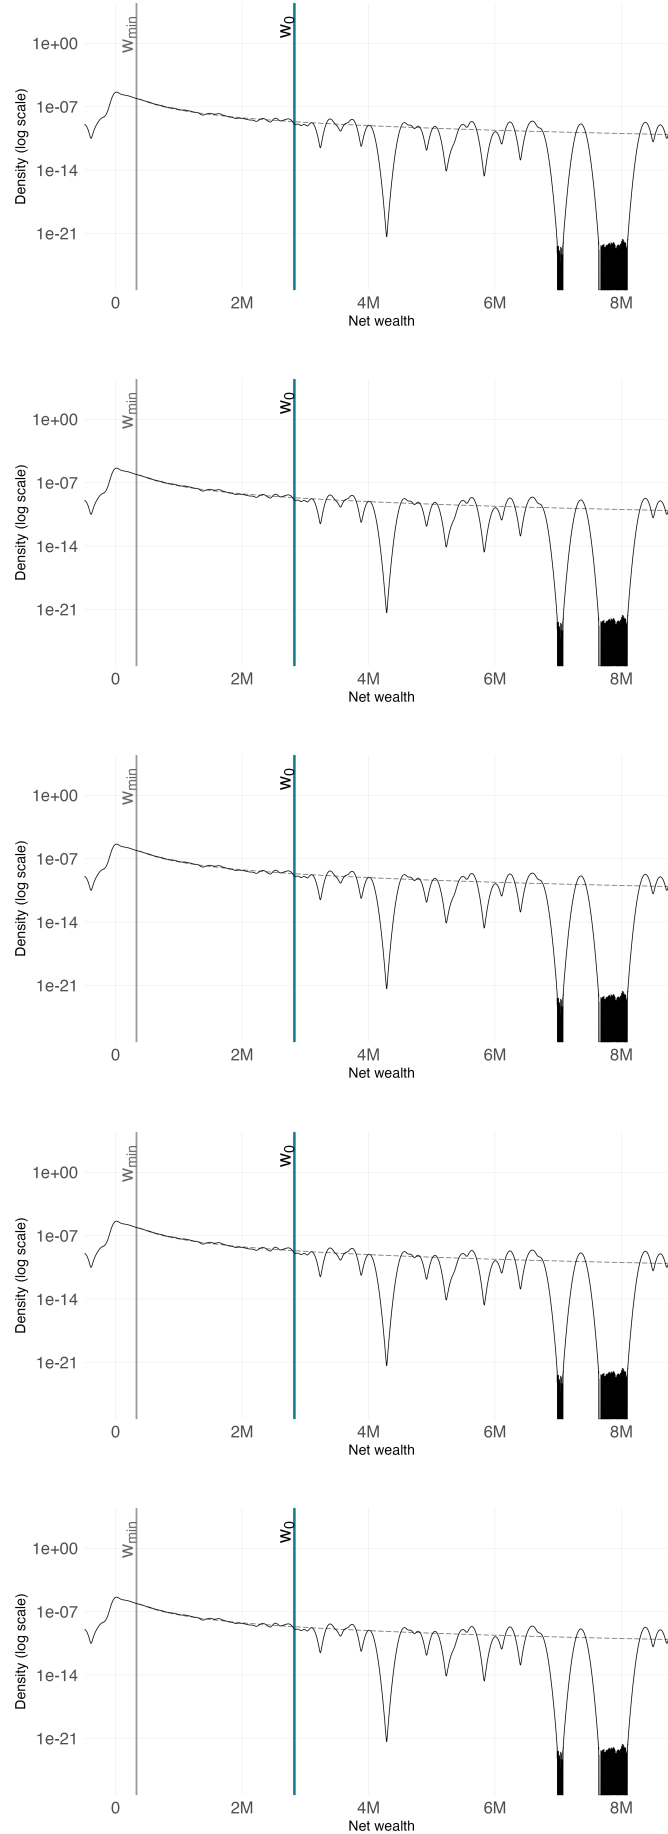 w_min
w_0
1e+00
1e-07
1e-14
1e-21
Density (log scale)
0 2M 4M 6M 8M
Net wealth
w_min
w_0
1e+00
1e-07
1e-14
1e-21
Density (log scale)
0 2M 4M 6M 8M
Net wealth
w_min
w_0
1e+00
1e-07
1e-14
1e-21
Density (log scale)
0 2M 4M 6M 8M
Net wealth
w_min
w_0
1e+00
1e-07
1e-14
1e-21
Density (log scale)
0 2M 4M 6M 8M
Net wealth
w_min
w_0
1e+00
1e-07
1e-14
1e-21
Density (log scale)
0 2M 4M 6M 8M
Net wealth